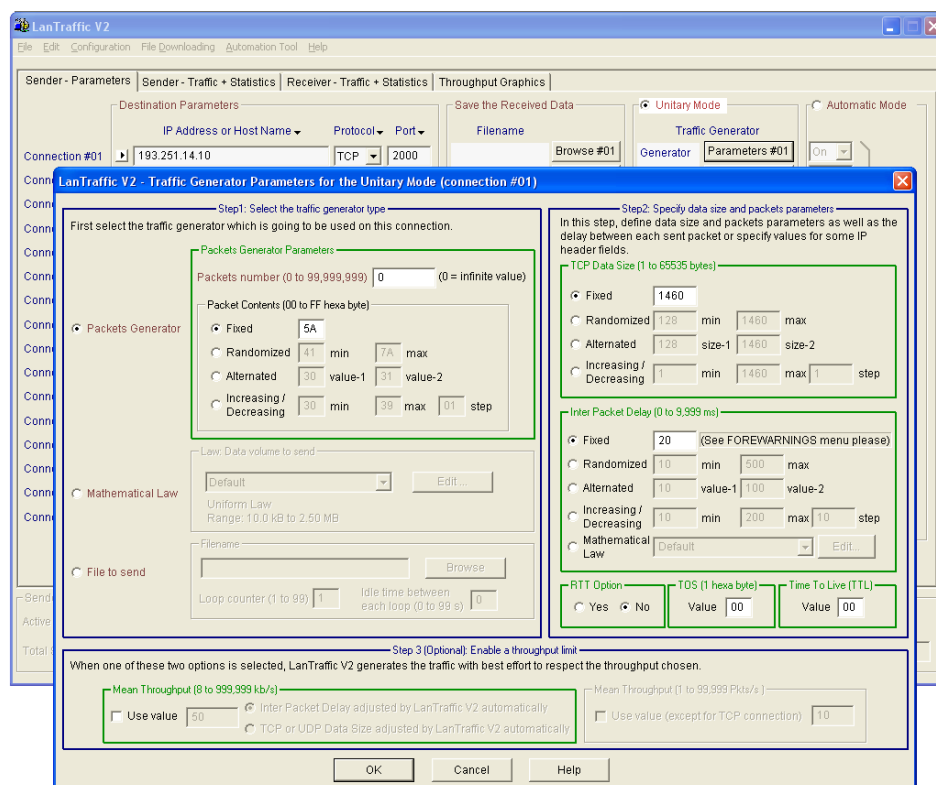 LanTraffic V2
File Edit Configuration File Downloading Automation Tool Help
Sender - Parameters Sender - Traffic + Statistics Receiver - Traffic + Statistics Throughput Graphics
Destination Parameters Save the Received Data Unitary Mode Automatic Mode
IP Address or Host Name Protocol Port Filename Traffic Generator
Connection #01 193.251.14.10 TCP 2000 Browse #01 Generator Parameters #01 On
LanTraffic V2 - Traffic Generator Parameters for the Unitary Mode (connection #01)
Step1: Select the traffic generator type
First select the traffic generator which is going to be used on this connection.
Packets Generator Parameters
Packets number (0 to 99,999,999) 0 (0 = infinite value)
Packet Contents (00 to FF hexa byte)
Packets Generator
Fixed 5A
Randomized 41 min 7A max
Alternated 30 value-1 31 value-2
Increasing / Decreasing 30 min 39 max 01 step
Law: Data volume to send
Mathematical Law
Default Edit...
Uniform Law
Range: 10.0 kB to 2.50 MB
Filename
File to send
Browse
Loop counter (1 to 99) 1 Idle time between each loop (0 to 99 s) 0
Step2: Specify data size and packets parameters
In this step, define data size and packets parameters as well as the
delay between each sent packet or specify values for some IP
header fields.
TCP Data Size (1 to 65535 bytes)
Fixed 1460
Randomized 128 min 1460 max
Alternated 128 size-1 1460 size-2
Increasing / Decreasing 1 min 1460 max 1 step
Inter Packet Delay (0 to 9,999 ms)
Fixed 20 (See FOREWARNINGS menu please)
Randomized 10 min 500 max
Alternated 10 value-1 100 value-2
Increasing / Decreasing 10 min 200 max 10 step
Mathematical Law Default Edit...
RTT Option TOS (1 hexa byte) Time To Live (TTL)
Yes No Value 00 Value 00
Step 3 (Optional): Enable a throughput limit
When one of these two options is selected, LanTraffic V2 generates the traffic with best effort to respect the throughput chosen.
Mean Throughput (8 to 999,999 kb/s) Mean Throughput (1 to 99,999 Pkts/s )
Use value 50 Inter Packet Delay adjusted by LanTraffic V2 automatically Use value (except for TCP connection) 10
TCP or UDP Data Size adjusted by LanTraffic V2 automatically
OK Cancel Help